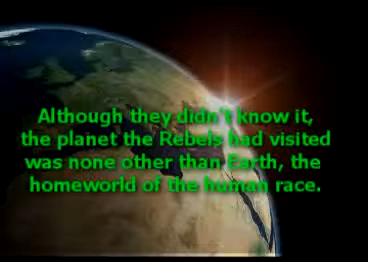 Although they didn't know it,
the planet the Rebels had visited
was none other than Earth, the
homeworld of the human race.